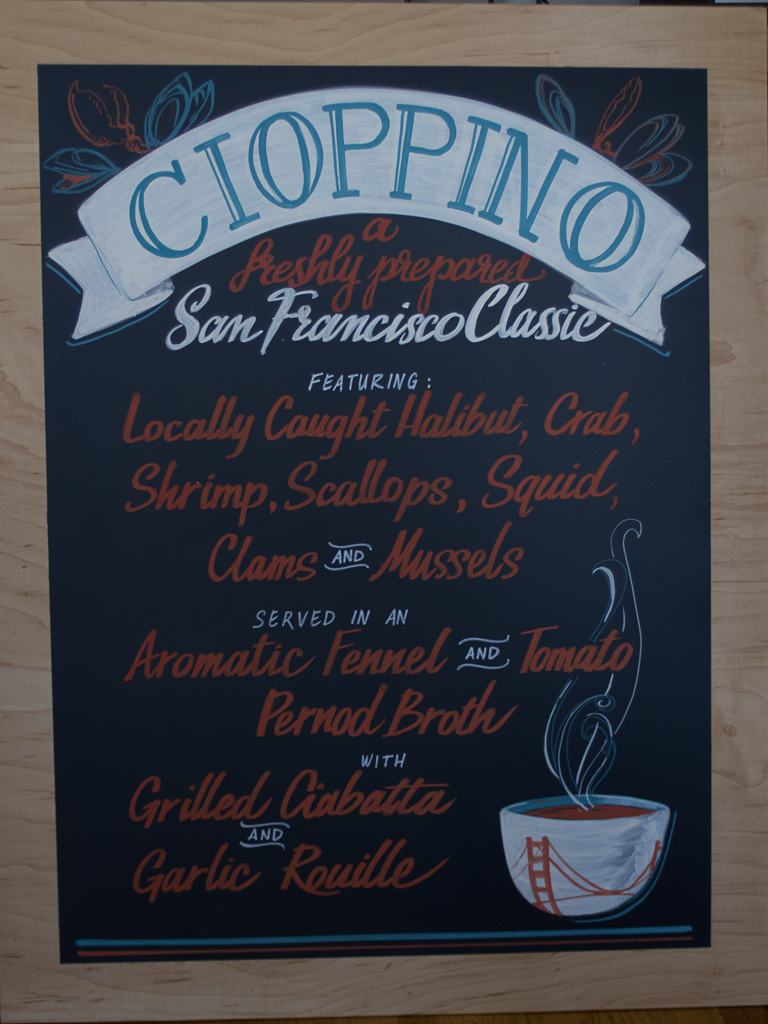 CIOPPINO
a
freshly prepared
San Francisco Classic
FEATURING:
Locally Caught Halibut, Crab,
Shrimp, Scallops, Squid,
Clams AND Mussels
SERVED IN AN
Aromatic Fennel AND Tomato
Pernod Broth
WITH
Grilled Ciabatta
AND
Garlic Rouille